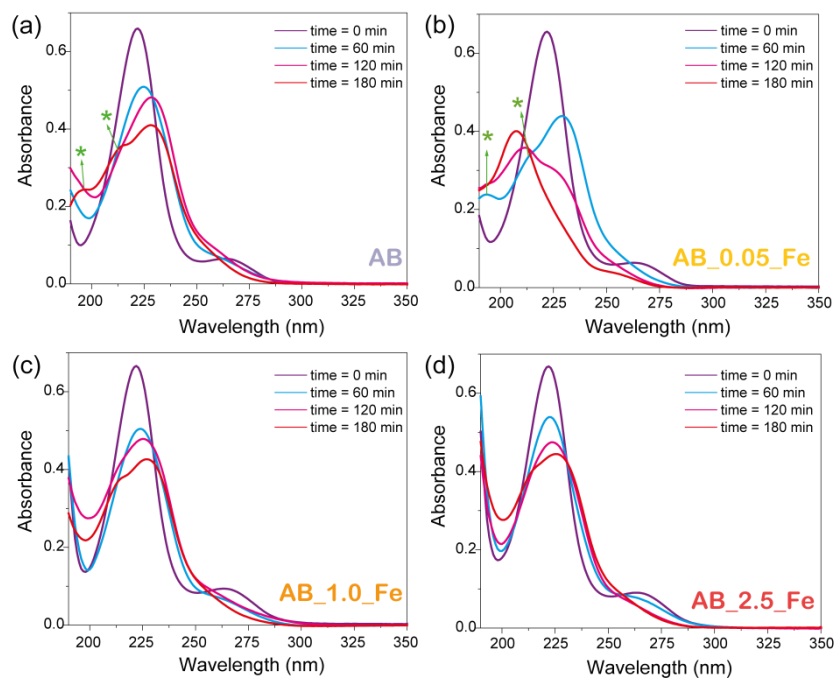 (a)
time = 0 min
time = 60 min
time = 120 min
time = 180 min
*
*
0.6
0.4
0.2
0.0
Absorbance
AB
200 225 250 275 300 325 350
Wavelength (nm)
(b)
time = 0 min
time = 60 min
time = 120 min
time = 180 min
*
*
0.6
0.4
0.2
0.0
Absorbance
AB_0.05_Fe
200 225 250 275 300 325 350
Wavelength (nm)
(c)
time = 0 min
time = 60 min
time = 120 min
time = 180 min
0.6
0.4
0.2
0.0
Absorbance
AB_1.0_Fe
200 225 250 275 300 325 350
Wavelength (nm)
(d)
time = 0 min
time = 60 min
time = 120 min
time = 180 min
0.6
0.4
0.2
0.0
Absorbance
AB_2.5_Fe
200 225 250 275 300 325 350
Wavelength (nm)